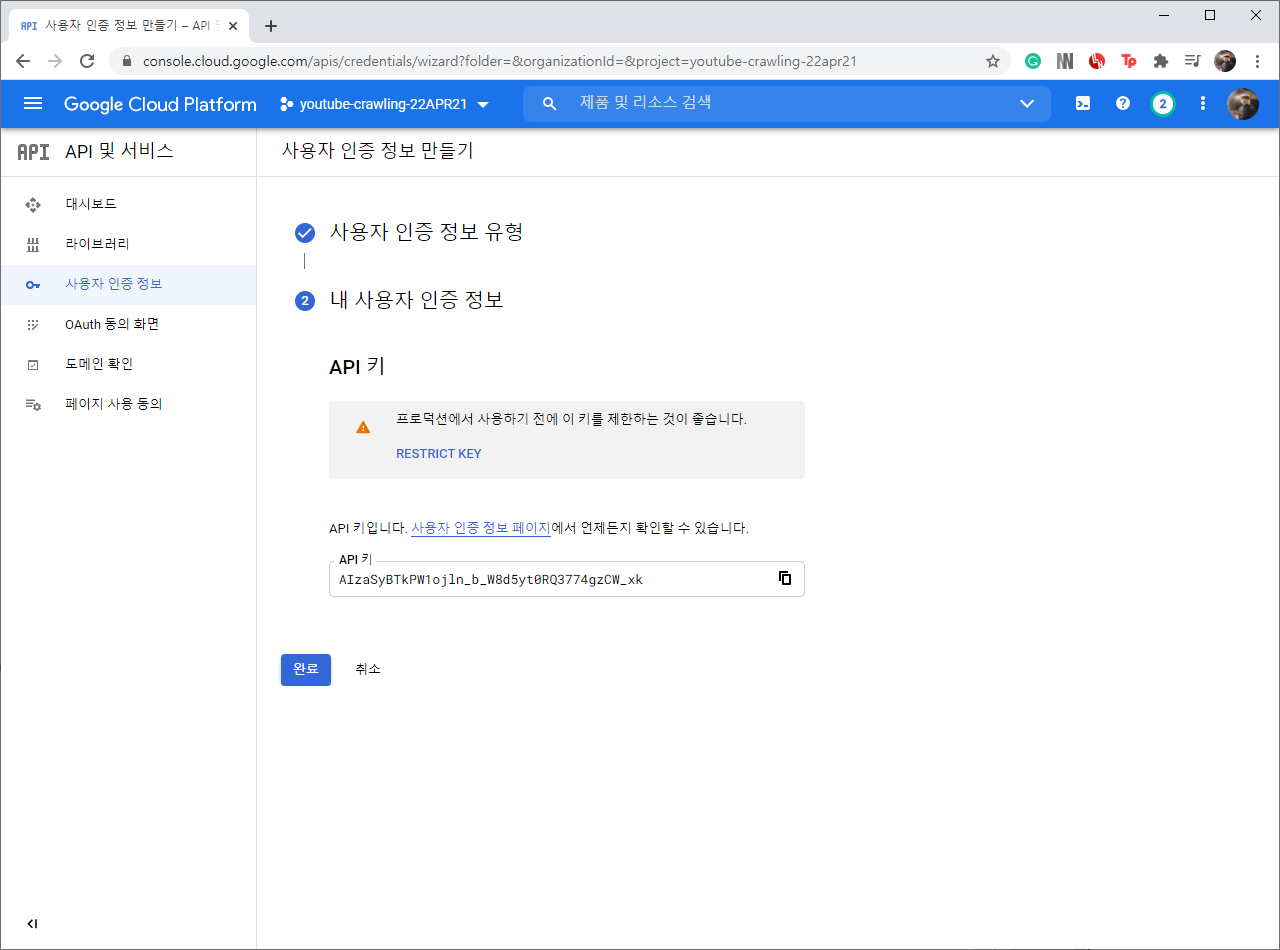 API 사용자 인증 정보 만들기 – API 및
console.cloud.google.com/apis/credentials/wizard?folder=&organizationId=&project=youtube-crawling-22apr21
Google Cloud Platform youtube-crawling-22APR21 제품 및 리소스 검색 2
API API 및 서비스
사용자 인증 정보 만들기
대시보드
라이브러리
사용자 인증 정보
OAuth 동의 화면
도메인 확인
페이지 사용 동의
사용자 인증 정보 유형
2 내 사용자 인증 정보
API 키
프로덕션에서 사용하기 전에 이 키를 제한하는 것이 좋습니다.
RESTRICT KEY
API 키입니다. 사용자 인증 정보 페이지에서 언제든지 확인할 수 있습니다.
API 키
AIzaSyBTkPW1ojln_b_W8d5yt0RQ3774gzCW_xk
완료 취소